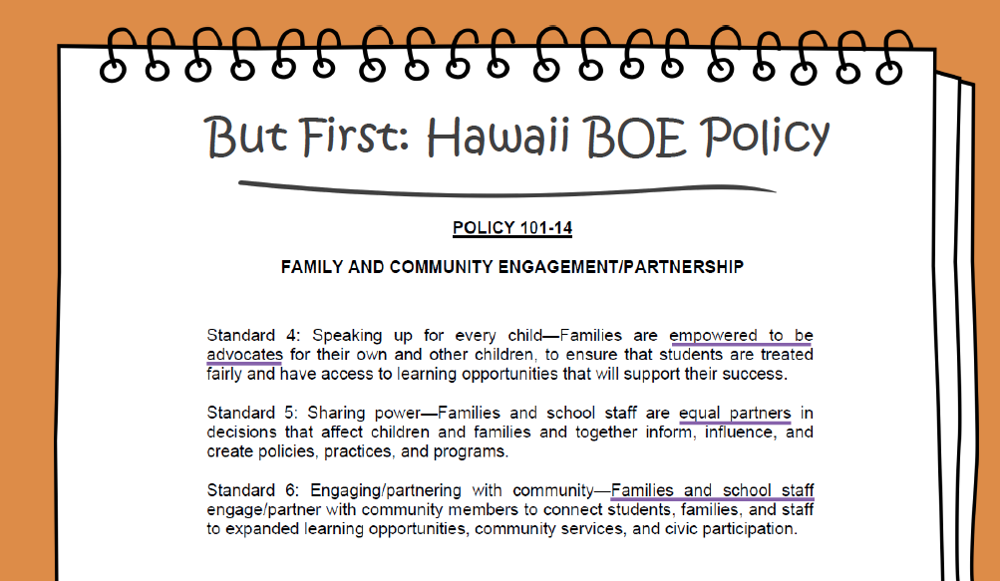 But First: Hawaii BOE Policy
POLICY 101-14
FAMILY AND COMMUNITY ENGAGEMENT/PARTNERSHIP
Standard 4: Speaking up for every child—Families are empowered to be
advocates for their own and other children, to ensure that students are treated
fairly and have access to learning opportunities that will support their success.
Standard 5: Sharing power—Families and school staff are equal partners in
decisions that affect children and families and together inform, influence, and
create policies, practices, and programs.
Standard 6: Engaging/partnering with community—Families and school staff
engage/partner with community members to connect students, families, and staff
to expanded learning opportunities, community services, and civic participation.